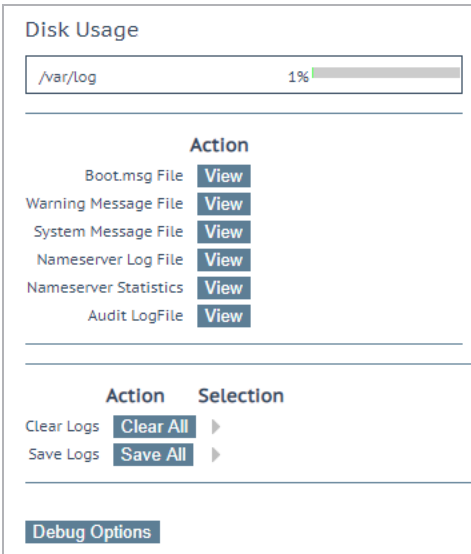 Disk Usage
/var/log 1%
Action
Boot.msg File View
Warning Message File View
System Message File View
Nameserver Log File View
Nameserver Statistics View
Audit LogFile View
Action Selection
Clear Logs Clear All
Save Logs Save All
Debug Options